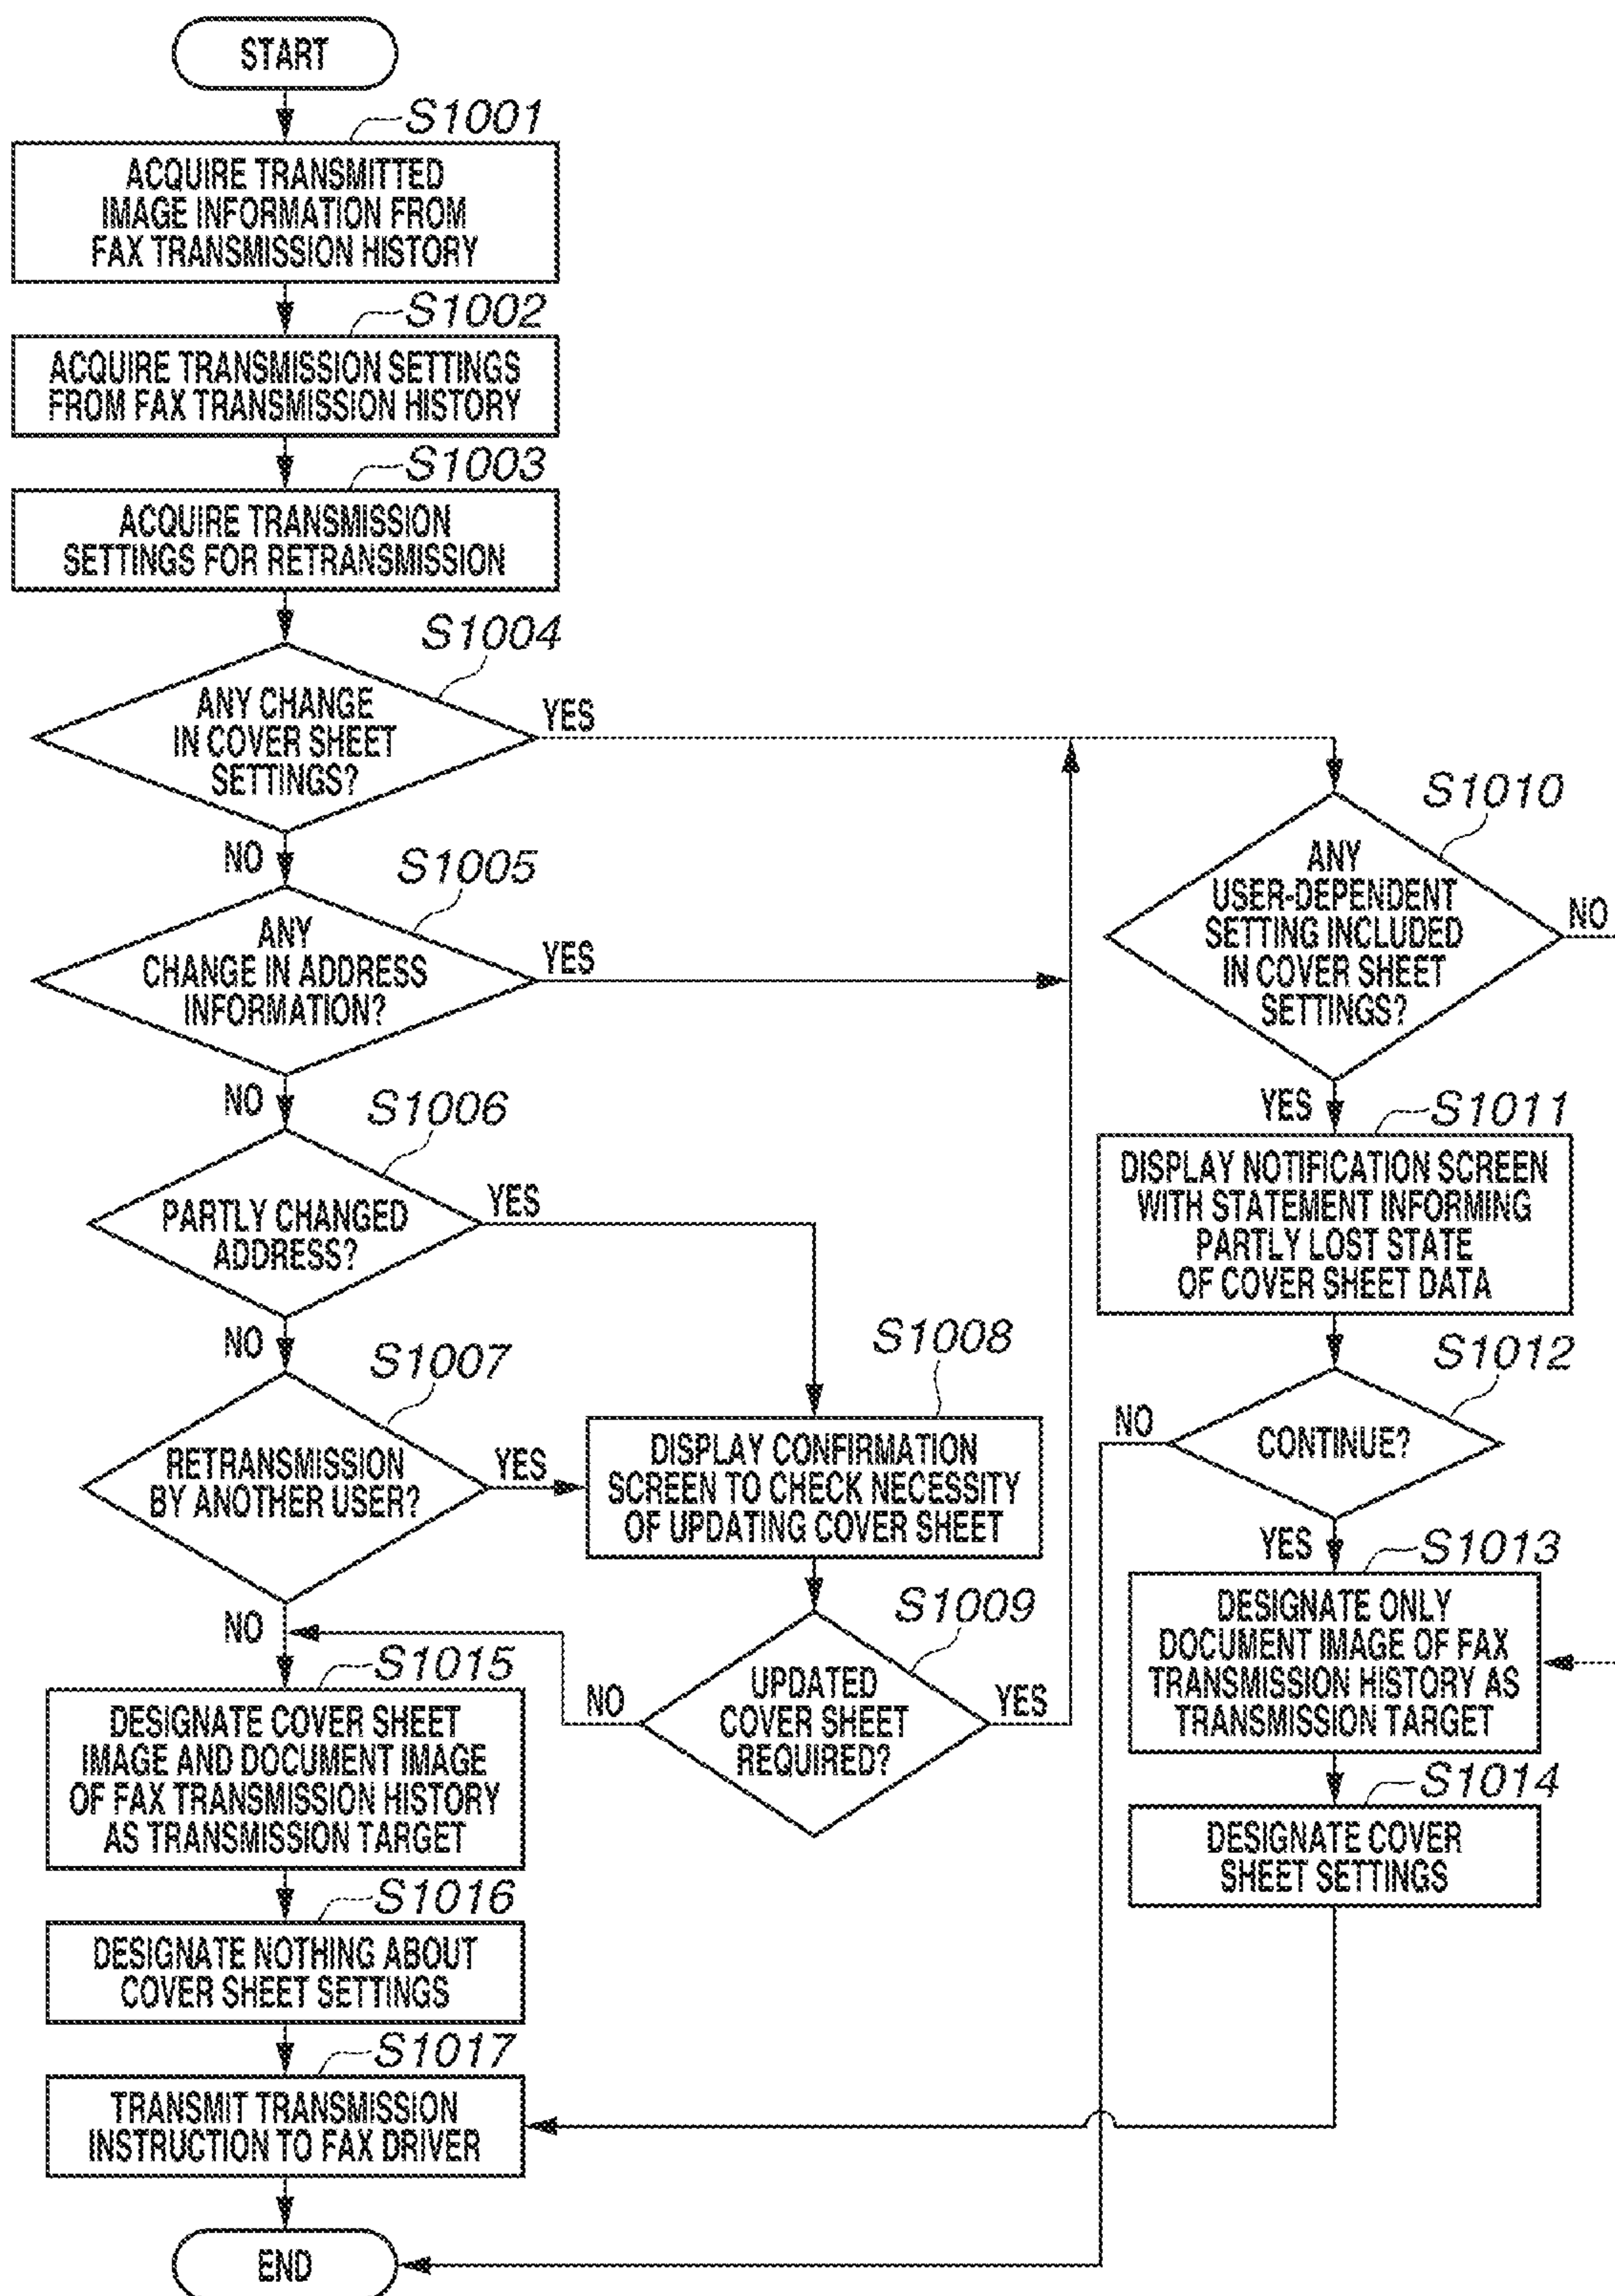 START
S1001
ACQUIRE TRANSMITTED
IMAGE INFORMATION FROM
FAX TRANSMISSION HISTORY
S1002
ACQUIRE TRANSMISSION SETTINGS
FROM FAX TRANSMISSION HISTORY
S1003
ACQUIRE TRANSMISSION
SETTINGS FOR RETRANSMISSION
S1004
ANY CHANGE
IN COVER SHEET
SETTINGS?
YES
NO
S1005
ANY
CHANGE IN ADDRESS
INFORMATION?
YES
NO
S1006
PARTLY CHANGED
ADDRESS?
YES
NO
S1007
RETRANSMISSION
BY ANOTHER USER?
YES
NO
S1008
DISPLAY CONFIRMATION
SCREEN TO CHECK NECESSITY
OF UPDATING COVER SHEET
S1009
UPDATED
COVER SHEET
REQUIRED?
NO
YES
S1010
ANY
USER-DEPENDENT
SETTING INCLUDED
IN COVER SHEET
SETTINGS?
NO
YES
S1011
DISPLAY NOTIFICATION SCREEN
WITH STATEMENT INFORMING
PARTLY LOST STATE
OF COVER SHEET DATA
S1012
CONTINUE?
NO
YES
S1013
DESIGNATE ONLY
DOCUMENT IMAGE OF FAX
TRANSMISSION HISTORY AS
TRANSMISSION TARGET
S1014
DESIGNATE COVER
SHEET SETTINGS
S1015
DESIGNATE COVER SHEET
IMAGE AND DOCUMENT IMAGE
OF FAX TRANSMISSION HISTORY
AS TRANSMISSION TARGET
S1016
DESIGNATE NOTHING ABOUT
COVER SHEET SETTINGS
S1017
TRANSMIT TRANSMISSION
INSTRUCTION TO FAX DRIVER
END